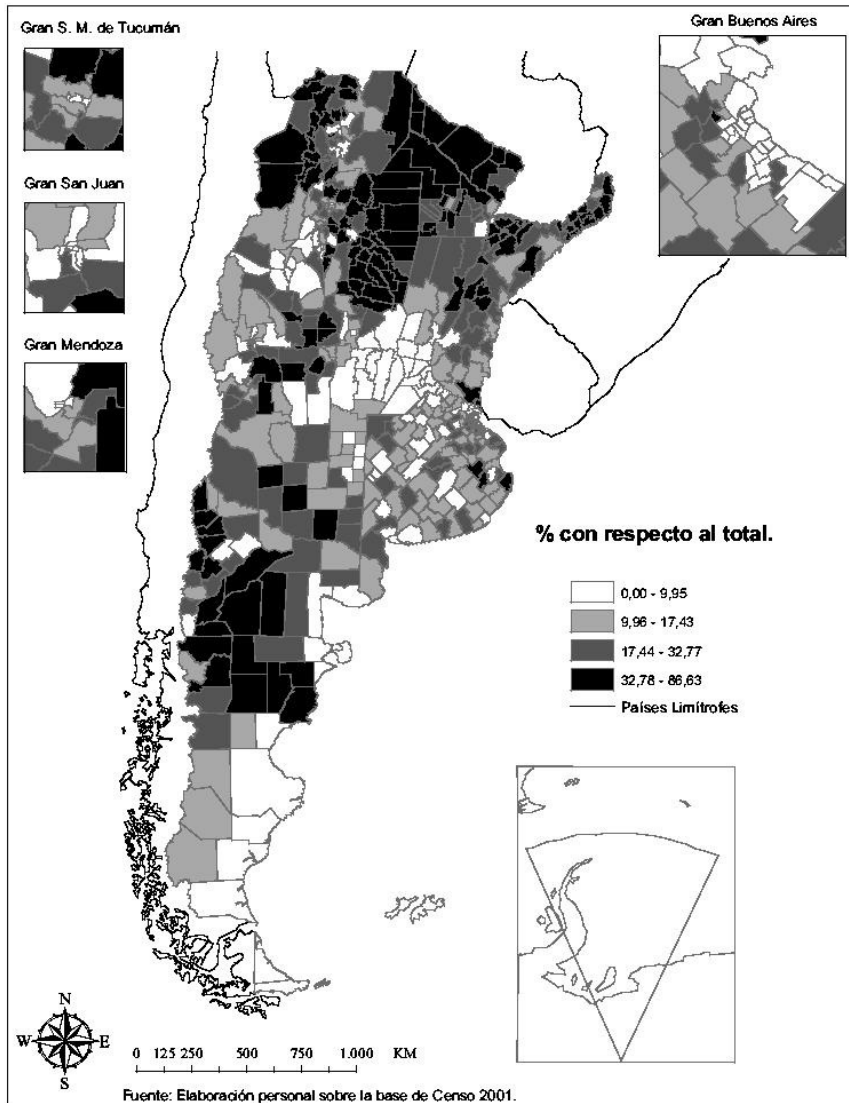 Gran S. M. de Tucumán
Gran Buenos Aires
Gran San Juan
Gran Mendoza
% con respecto al total.
0,00 - 9,95
9,96 - 17,43
17,44 - 32,77
32,78 - 86,63
Países Limítrofes
N
W E
S
0 125 250 500 750 1.000 KM
Fuente: Elaboración personal sobre la base de Censo 2001.